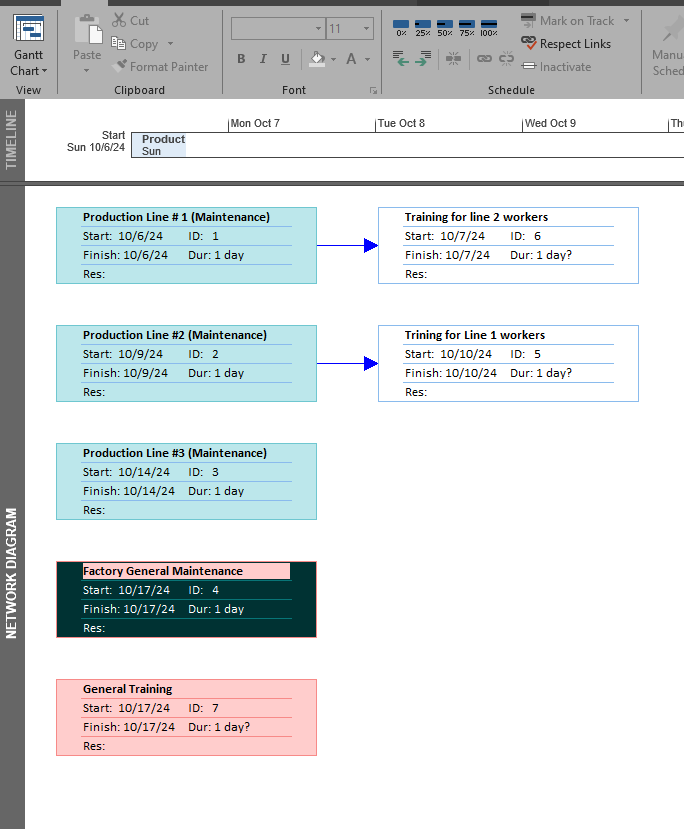 Gantt
Chart
View
Paste
Cut
Copy
Format Painter
Clipboard
11
B I U A
Font
0% 25% 50% 75% 100%
Mark on Track
Respect Links
Inactivate
Schedule
Manu
Sched
TIMELINE
Start
Sun 10/6/24
Mon Oct 7
Tue Oct 8
Wed Oct 9
Th
Product
Sun
NETWORK DIAGRAM
Production Line # 1 (Maintenance)
Start: 10/6/24 ID: 1
Finish: 10/6/24 Dur: 1 day
Res:
Training for line 2 workers
Start: 10/7/24 ID: 6
Finish: 10/7/24 Dur: 1 day?
Res:
Production Line #2 (Maintenance)
Start: 10/9/24 ID: 2
Finish: 10/9/24 Dur: 1 day
Res:
Trining for Line 1 workers
Start: 10/10/24 ID: 5
Finish: 10/10/24 Dur: 1 day?
Res:
Production Line #3 (Maintenance)
Start: 10/14/24 ID: 3
Finish: 10/14/24 Dur: 1 day
Res:
Factory General Maintenance
Start: 10/17/24 ID: 4
Finish: 10/17/24 Dur: 1 day
Res:
General Training
Start: 10/17/24 ID: 7
Finish: 10/17/24 Dur: 1 day?
Res: